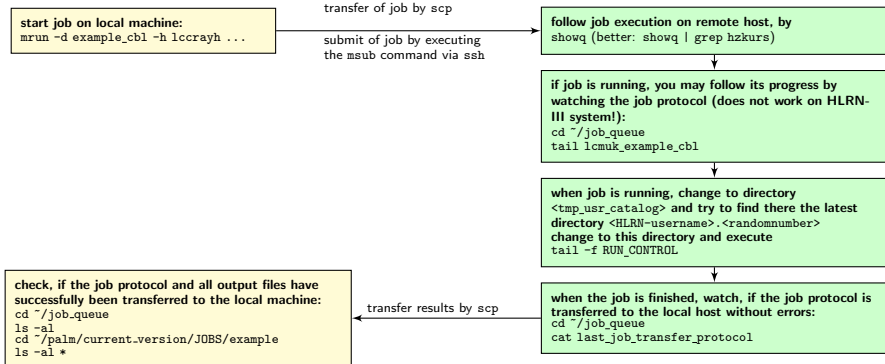 start job on local machine:
mrun -d example_cbl -h lccrayh ...
transfer of job by scp
submit of job by executing
the msub command via ssh
follow job execution on remote host, by
showq (better: showq | grep hzkurs)
if job is running, you may follow its progress by
watching the job protocol (does not work on HLRN-
III system!):
cd ~/job_queue
tail lcmuk_example_cbl
when job is running, change to directory
<tmp_usr_catalog> and try to find there the latest
directory <HLRN-username>.<randomnumber>
change to this directory and execute
tail -f RUN_CONTROL
when the job is finished, watch, if the job protocol is
transferred to the local host without errors:
cd ~/job_queue
cat last_job_transfer_protocol
transfer results by scp
check, if the job protocol and all output files have
successfully been transferred to the local machine:
cd ~/job_queue
ls -al
cd ~/palm/current_version/JOBS/example
ls -al *